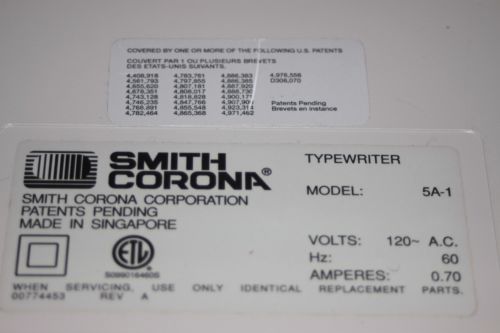 COVERED BY ONE OR MORE OF THE FOLLOWING U.S. PATENTS
COUVERT PAR 1 OU PLUSIEURS BREVETS
DES ETATS-UNIS SUIVANTS.
4,408,918 4,783,761 4,886,383 4,976,556
4,561,793 4,797,855 4,886,385 D308,070
4,655,620 4,807,181 4,887,920
4,678,351 4,808,017 4,888,730
4,743,128 4,818,828 4,900,171
4,746,235 4,847,766 4,907,909 Patents Pending
4,768,891 4,855,548 4,923,314 Brevets en instance
4,782,464 4,865,368 4,971,462
SMITH
CORONA®
SMITH CORONA CORPORATION
PATENTS PENDING
MADE IN SINGAPORE
TYPEWRITER
MODEL: 5A-1
VOLTS: 120~ A.C.
Hz: 60
AMPERES: 0.70
ETL
WHEN SERVICING, USE ONLY IDENTICAL REPLACEMENT PARTS.
00774453 REV A